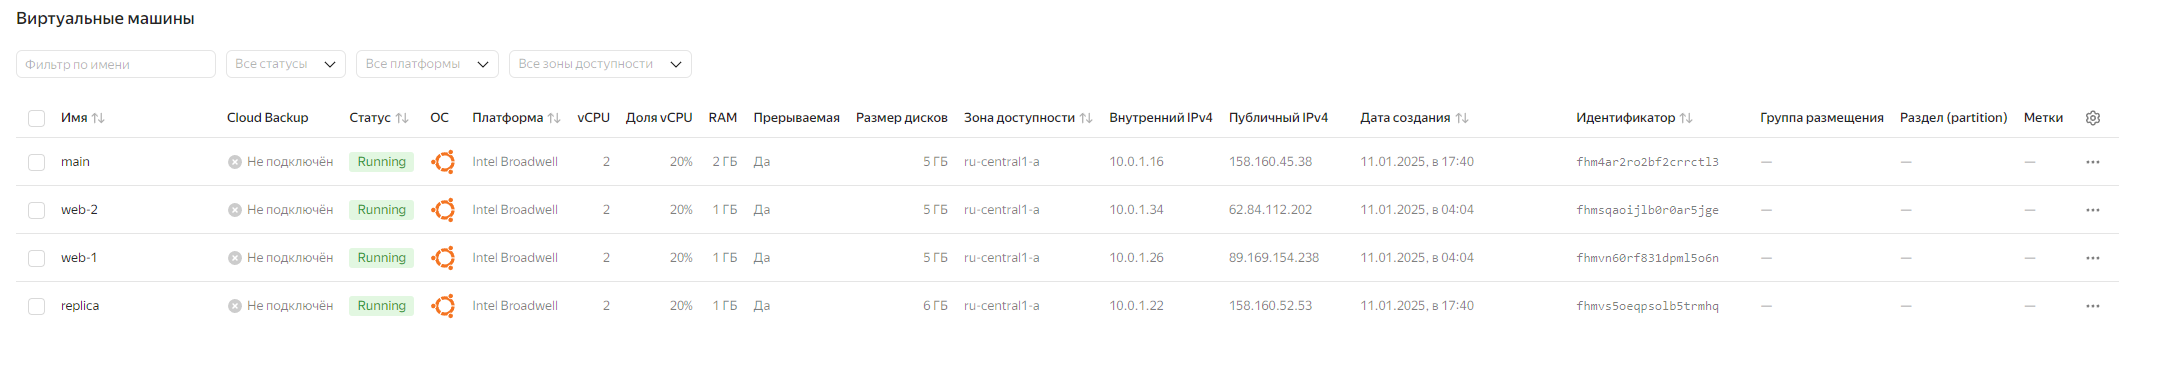 Виртуальные машины
Фильтр по имени Все статусы Все платформы Все зоны доступности
Имя Cloud Backup Статус ОС Платформа vCPU Доля vCPU RAM Прерываемая Размер дисков Зона доступности Внутренний IPv4 Публичный IPv4 Дата создания Идентификатор Группа размещения Раздел (partition) Метки
main Не подключён Running Intel Broadwell 2 20% 2 ГБ Да 5 ГБ ru-central1-a 10.0.1.16 158.160.45.38 11.01.2025, в 17:40 fhm4ar2ro2bf2crrctl3 — — —
web-2 Не подключён Running Intel Broadwell 2 20% 1 ГБ Да 5 ГБ ru-central1-a 10.0.1.34 62.84.112.202 11.01.2025, в 04:04 fhmsqaoijlb0r0ar5jge — — —
web-1 Не подключён Running Intel Broadwell 2 20% 1 ГБ Да 5 ГБ ru-central1-a 10.0.1.26 89.169.154.238 11.01.2025, в 04:04 fhmvn60rf831dpml5o6n — — —
replica Не подключён Running Intel Broadwell 2 20% 1 ГБ Да 6 ГБ ru-central1-a 10.0.1.22 158.160.52.53 11.01.2025, в 17:40 fhmvs5oeqpsolb5trmhq — — —